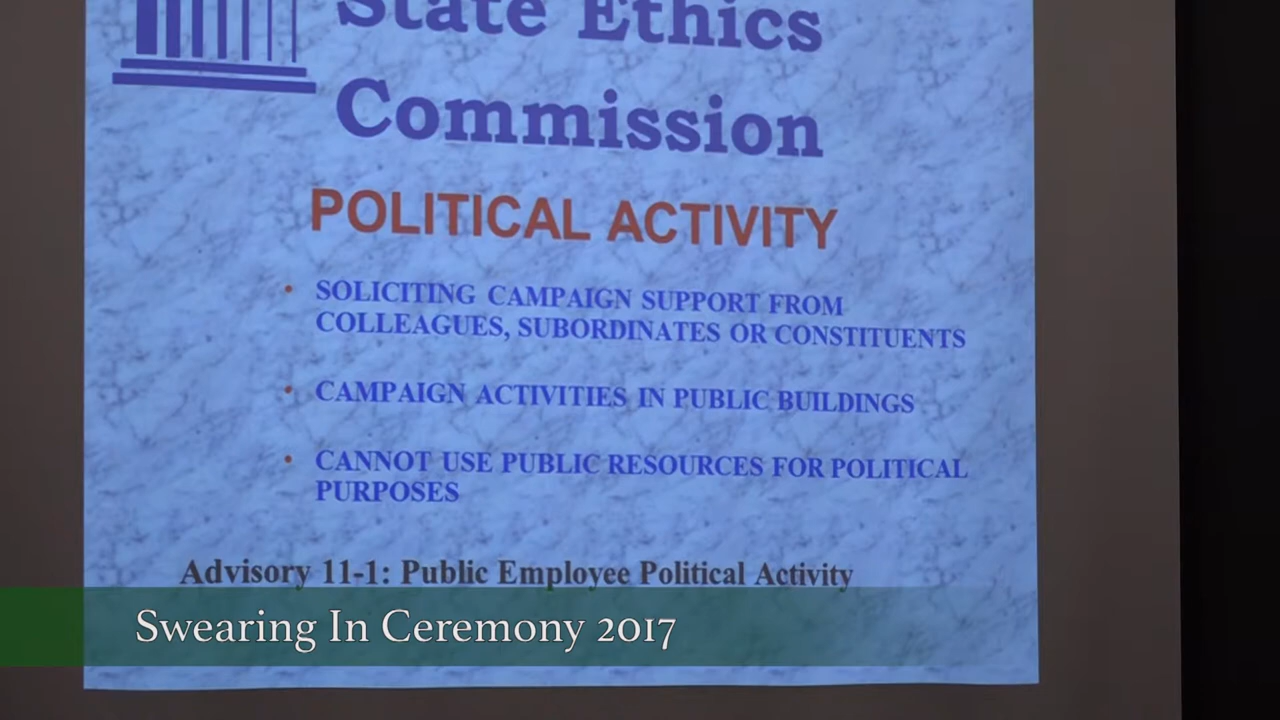 State Ethics
Commission
POLITICAL ACTIVITY
• SOLICITING CAMPAIGN SUPPORT FROM
COLLEAGUES, SUBORDINATES OR CONSTITUENTS
• CAMPAIGN ACTIVITIES IN PUBLIC BUILDINGS
• CANNOT USE PUBLIC RESOURCES FOR POLITICAL
PURPOSES
Advisory 11-1: Public Employee Political Activity
Swearing In Ceremony 2017